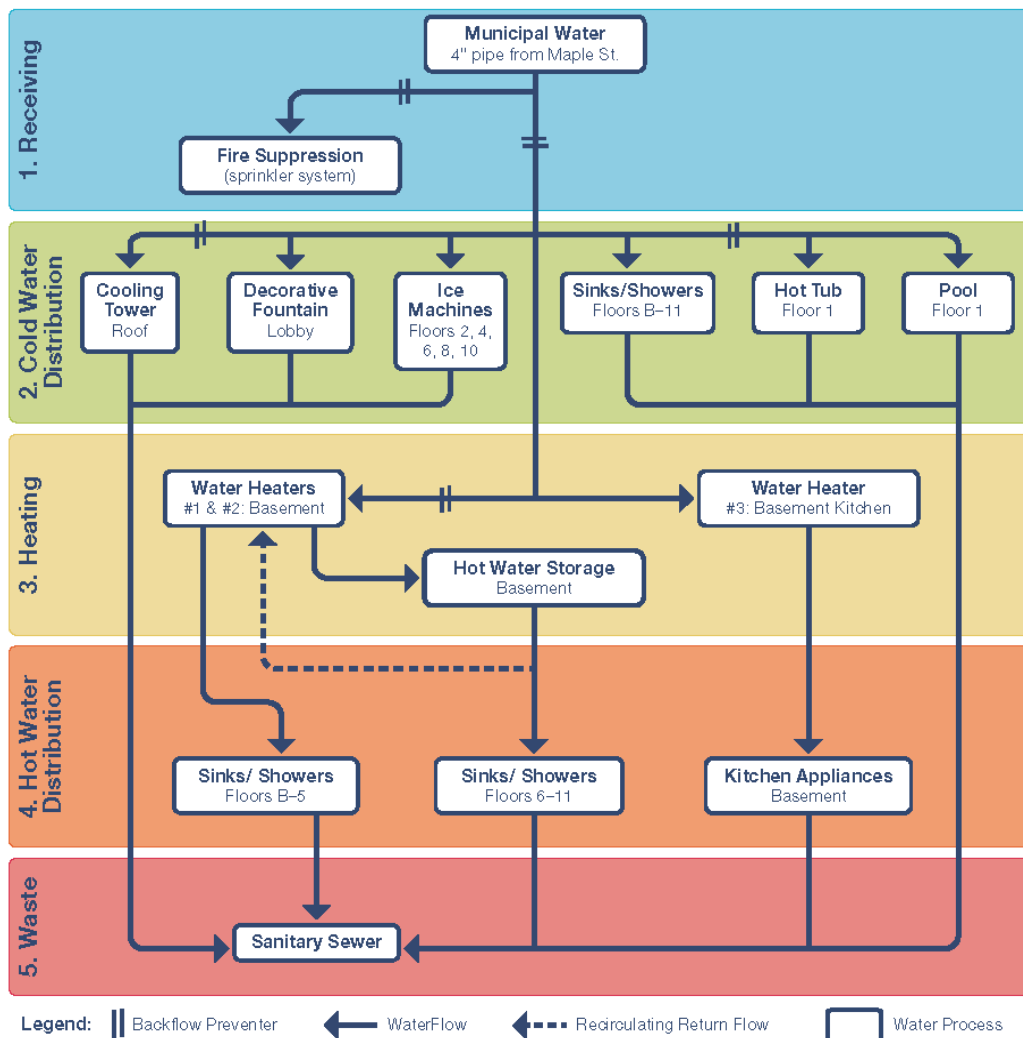 1. Receiving
Municipal Water
4" pipe from Maple St.
Fire Suppression
(sprinkler system)
2. Cold Water
Distribution
Cooling
Tower
Roof
Decorative
Fountain
Lobby
Ice
Machines
Floors 2, 4,
6, 8, 10
Sinks/Showers
Floors B–11
Hot Tub
Floor 1
Pool
Floor 1
3. Heating
Water Heaters
#1 & #2: Basement
Water Heater
#3: Basement Kitchen
Hot Water Storage
Basement
4. Hot Water
Distribution
Sinks/ Showers
Floors B–5
Sinks/ Showers
Floors 6–11
Kitchen Appliances
Basement
5. Waste
Sanitary Sewer
Legend:
Backflow Preventer
WaterFlow
Recirculating Return Flow
Water Process